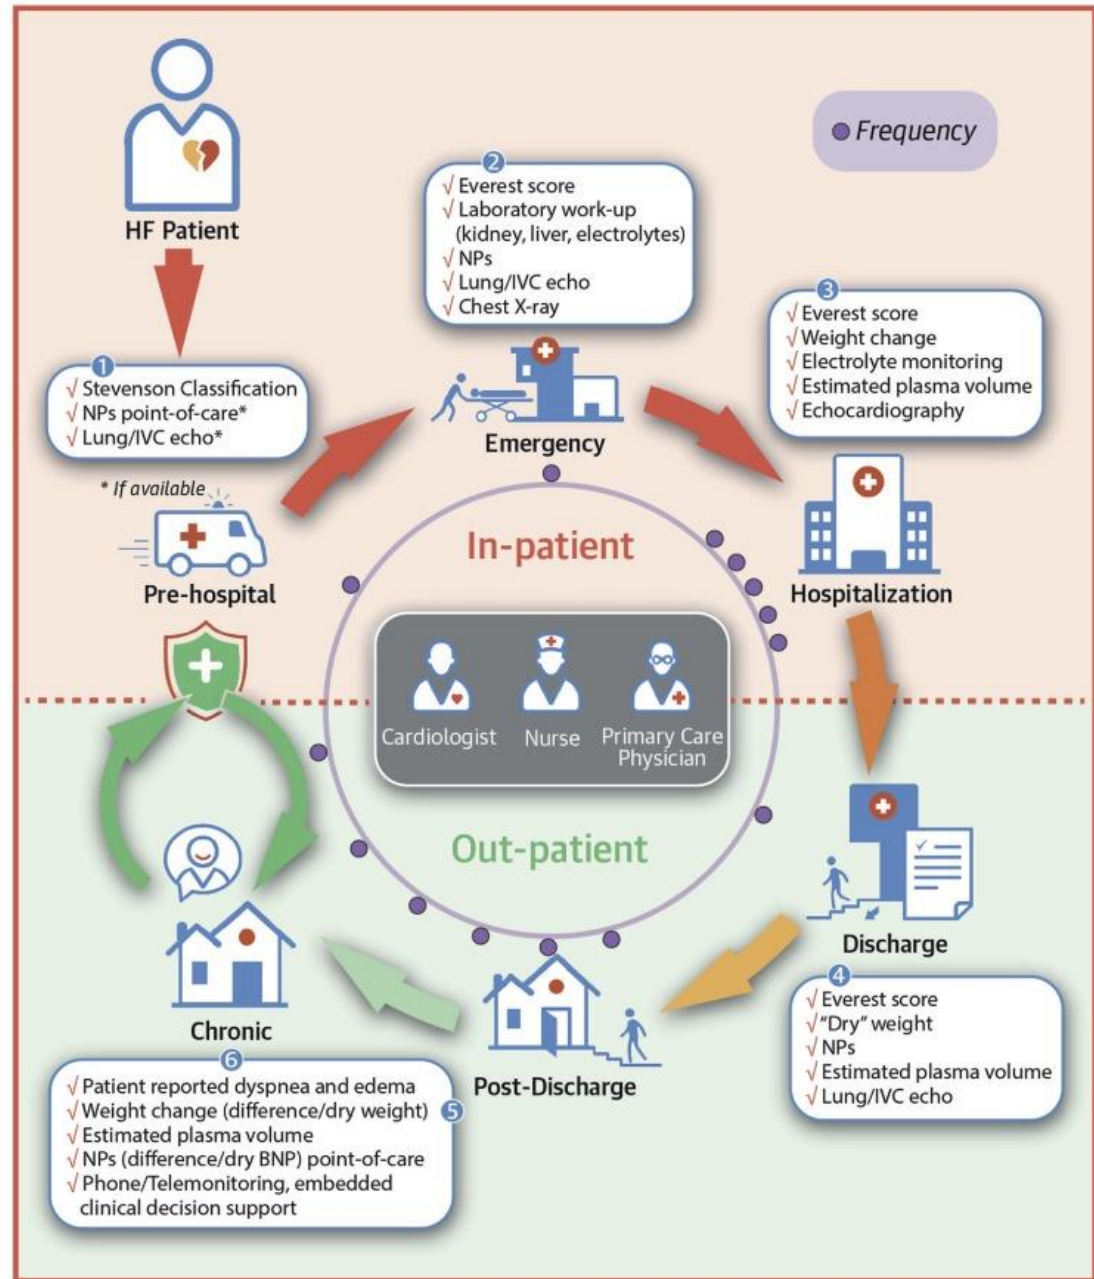 HF Patient
Frequency
1
√ Stevenson Classification
√ NPs point-of-care*
√ Lung/IVC echo*
* If available
Pre-hospital
2
√ Everest score
√ Laboratory work-up
(kidney, liver, electrolytes)
√ NPs
√ Lung/IVC echo
√ Chest X-ray
Emergency
3
√ Everest score
√ Weight change
√ Electrolyte monitoring
√ Estimated plasma volume
√ Echocardiography
Hospitalization
In-patient
Cardiologist
Nurse
Primary Care
Physician
Out-patient
Discharge
4
√ Everest score
√ "Dry" weight
√ NPs
√ Estimated plasma volume
√ Lung/IVC echo
Post-Discharge
Chronic
6
√ Patient reported dyspnea and edema
√ Weight change (difference/dry weight)
5
√ Estimated plasma volume
√ NPs (difference/dry BNP) point-of-care
√ Phone/Telemonitoring, embedded
clinical decision support